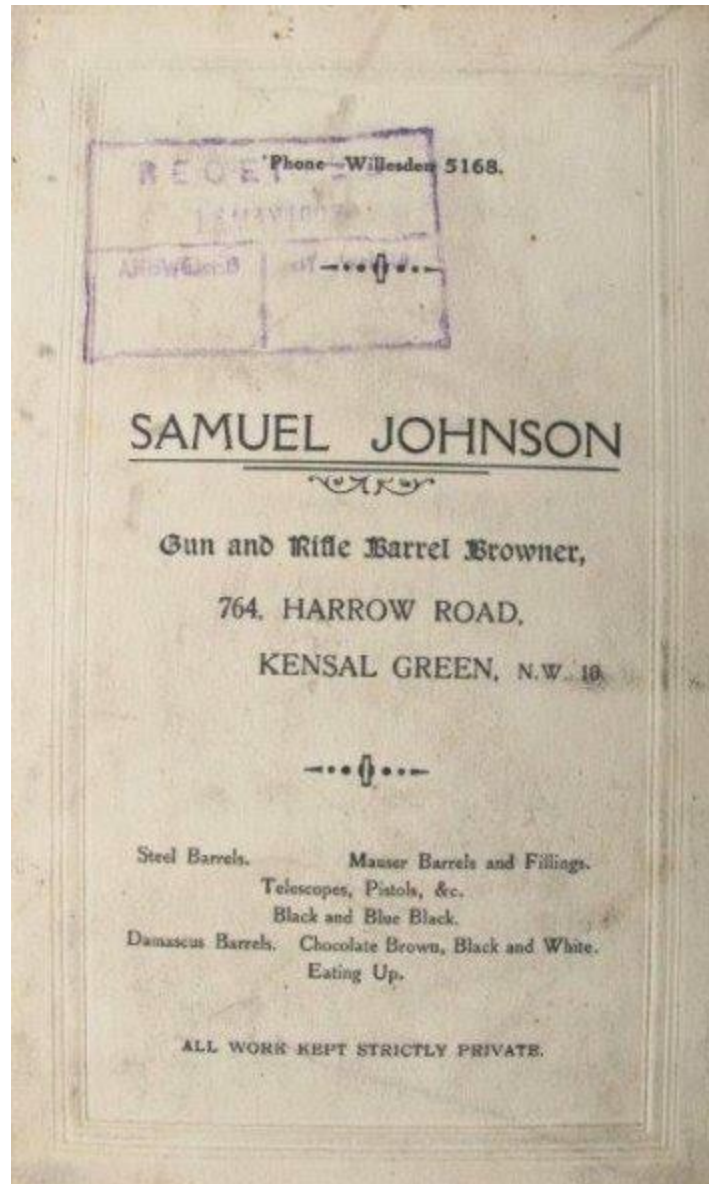 'Phone—Willesden 5168.
ANSWERED
SAMUEL JOHNSON
Gun and Rifle Barrel Browner,
764, HARROW ROAD,
KENSAL GREEN, N.W. 10.
Steel Barrels. Mauser Barrels and Fillings.
Telescopes, Pistols, &c.
Black and Blue Black.
Damascus Barrels. Chocolate Brown, Black and White.
Eating Up.
ALL WORK KEPT STRICTLY PRIVATE.